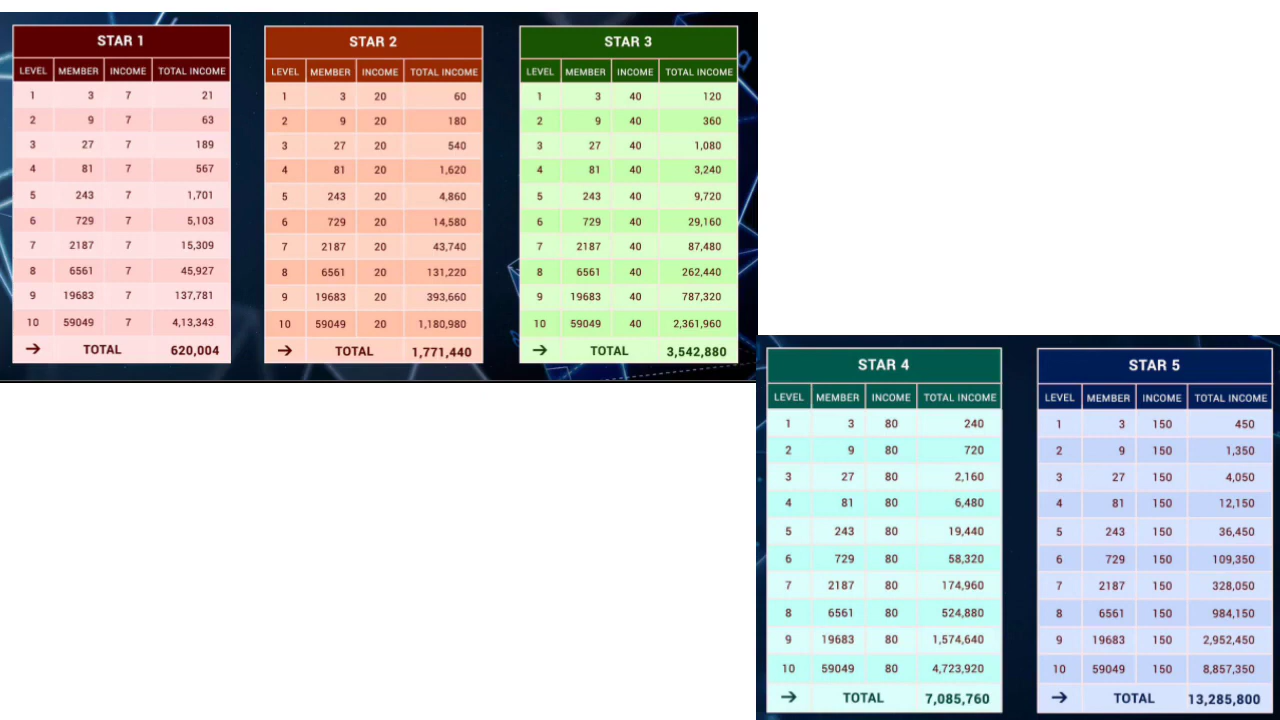 STAR 1
LEVEL MEMBER INCOME TOTAL INCOME
1 3 7 21
2 9 7 63
3 27 7 189
4 81 7 567
5 243 7 1,701
6 729 7 5,103
7 2187 7 15,309
8 6561 7 45,927
9 19683 7 137,781
10 59049 7 4,13,343
→ TOTAL 620,004
STAR 2
LEVEL MEMBER INCOME TOTAL INCOME
1 3 20 60
2 9 20 180
3 27 20 540
4 81 20 1,620
5 243 20 4,860
6 729 20 14,580
7 2187 20 43,740
8 6561 20 131,220
9 19683 20 393,660
10 59049 20 1,180,980
→ TOTAL 1,771,440
STAR 3
LEVEL MEMBER INCOME TOTAL INCOME
1 3 40 120
2 9 40 360
3 27 40 1,080
4 81 40 3,240
5 243 40 9,720
6 729 40 29,160
7 2187 40 87,480
8 6561 40 262,440
9 19683 40 787,320
10 59049 40 2,361,960
→ TOTAL 3,542,880
STAR 4
LEVEL MEMBER INCOME TOTAL INCOME
1 3 80 240
2 9 80 720
3 27 80 2,160
4 81 80 6,480
5 243 80 19,440
6 729 80 58,320
7 2187 80 174,960
8 6561 80 524,880
9 19683 80 1,574,640
10 59049 80 4,723,920
→ TOTAL 7,085,760
STAR 5
LEVEL MEMBER INCOME TOTAL INCOME
1 3 150 450
2 9 150 1,350
3 27 150 4,050
4 81 150 12,150
5 243 150 36,450
6 729 150 109,350
7 2187 150 328,050
8 6561 150 984,150
9 19683 150 2,952,450
10 59049 150 8,857,350
→ TOTAL 13,285,800